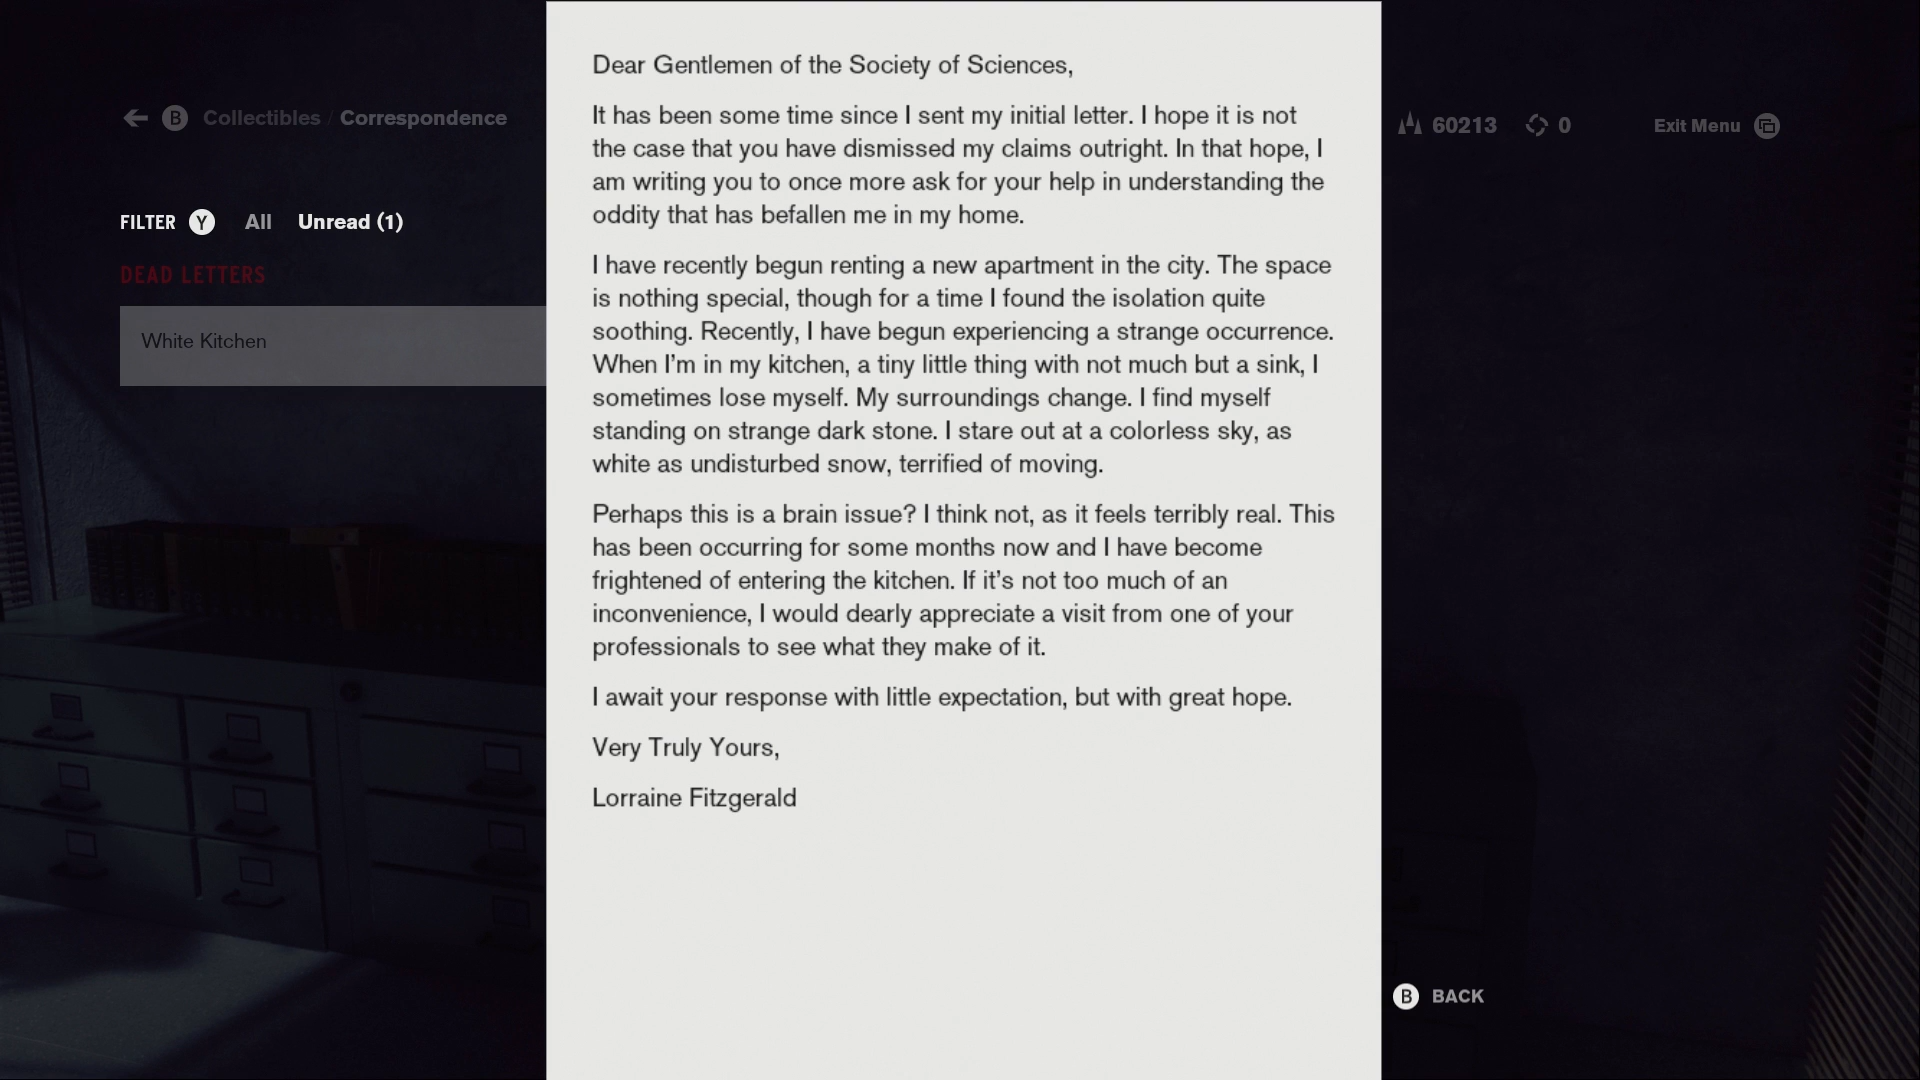 Dear Gentlemen of the Society of Sciences,
It has been some time since I sent my initial letter. I hope it is not
the case that you have dismissed my claims outright. In that hope, I
am writing you to once more ask for your help in understanding the
oddity that has befallen me in my home.
I have recently begun renting a new apartment in the city. The space
is nothing special, though for a time I found the isolation quite
soothing. Recently, I have begun experiencing a strange occurrence.
When I'm in my kitchen, a tiny little thing with not much but a sink, I
sometimes lose myself. My surroundings change. I find myself
standing on strange dark stone. I stare out at a colorless sky, as
white as undisturbed snow, terrified of moving.
Perhaps this is a brain issue? I think not, as it feels terribly real. This
has been occurring for some months now and I have become
frightened of entering the kitchen. If it's not too much of an
inconvenience, I would dearly appreciate a visit from one of your
professionals to see what they make of it.
I await your response with little expectation, but with great hope.
Very Truly Yours,
Lorraine Fitzgerald
B Collectibles / Correspondence
60213 0 Exit Menu
FILTER Y All Unread (1)
DEAD LETTERS
White Kitchen
B BACK